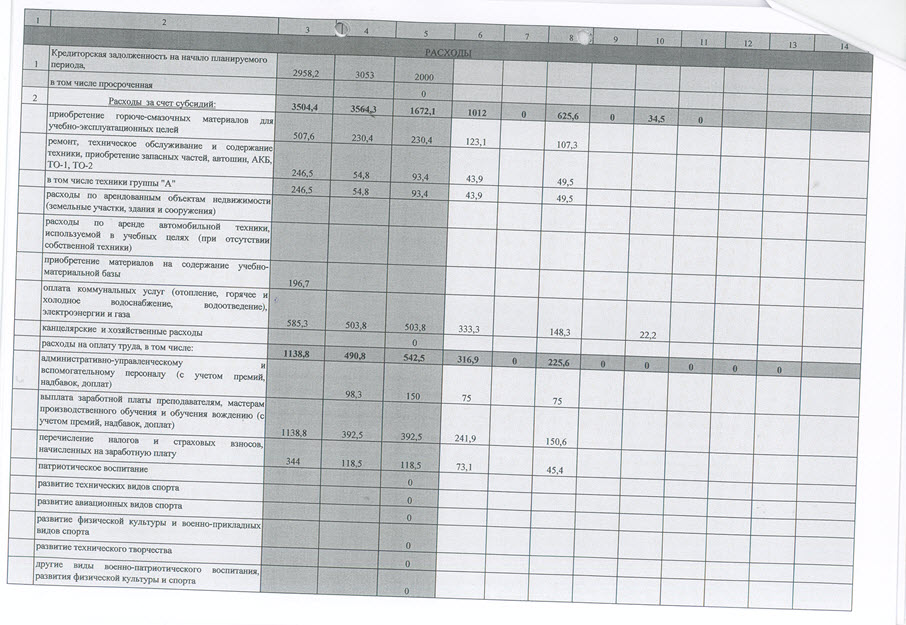 1 2 3 4 5 6 7 8 9 10 11 12 13 14
РАСХОДЫ
1 Кредиторская задолженность на начало планируемого
периода, 2958,2 3053 2000
в том числе просроченная 0
2 Расходы за счет субсидий: 3504,4 3564,3 1672,1 1012 0 625,6 0 34,5 0
приобретение горюче-смазочных материалов для
учебно-эксплуатационных целей 507,6 230,4 230,4 123,1 107,3
ремонт, техническое обслуживание и содержание
техники, приобретение запасных частей, автошин, АКБ,
ТО-1, ТО-2 246,5 54,8 93,4 43,9 49,5
в том числе техники группы "А" 246,5 54,8 93,4 43,9 49,5
расходы по арендованным объектам недвижимости
(земельные участки, здания и сооружения)
расходы по аренде автомобильной техники,
используемой в учебных целях (при отсутствии
собственной техники)
приобретение материалов на содержание учебно-
материальной базы 196,7
оплата коммунальных услуг (отопление, горячее и
холодное водоснабжение, водоотведение),
электроэнергии и газа 585,3 503,8 503,8 333,3 148,3 22,2
канцелярские и хозяйственные расходы 0
расходы на оплату труда, в том числе: 1138,8 490,8 542,5 316,9 0 225,6 0 0 0 0 0
административно-управленческому и
вспомогательному персоналу (с учетом премий,
надбавок, доплат) 98,3 150 75 75
выплата заработной платы преподавателям, мастерам
производственного обучения и обучения вождению (с
учетом премий, надбавок, доплат) 1138,8 392,5 392,5 241,9 150,6
перечисление налогов и страховых взносов,
начисленных на заработную плату 344 118,5 118,5 73,1 45,4
патриотическое воспитание 0
развитие технических видов спорта 0
развитие авиационных видов спорта 0
развитие физической культуры и военно-прикладных
видов спорта 0
развитие технического творчества 0
другие виды военно-патриотического воспитания,
развития физической культуры и спорта 0